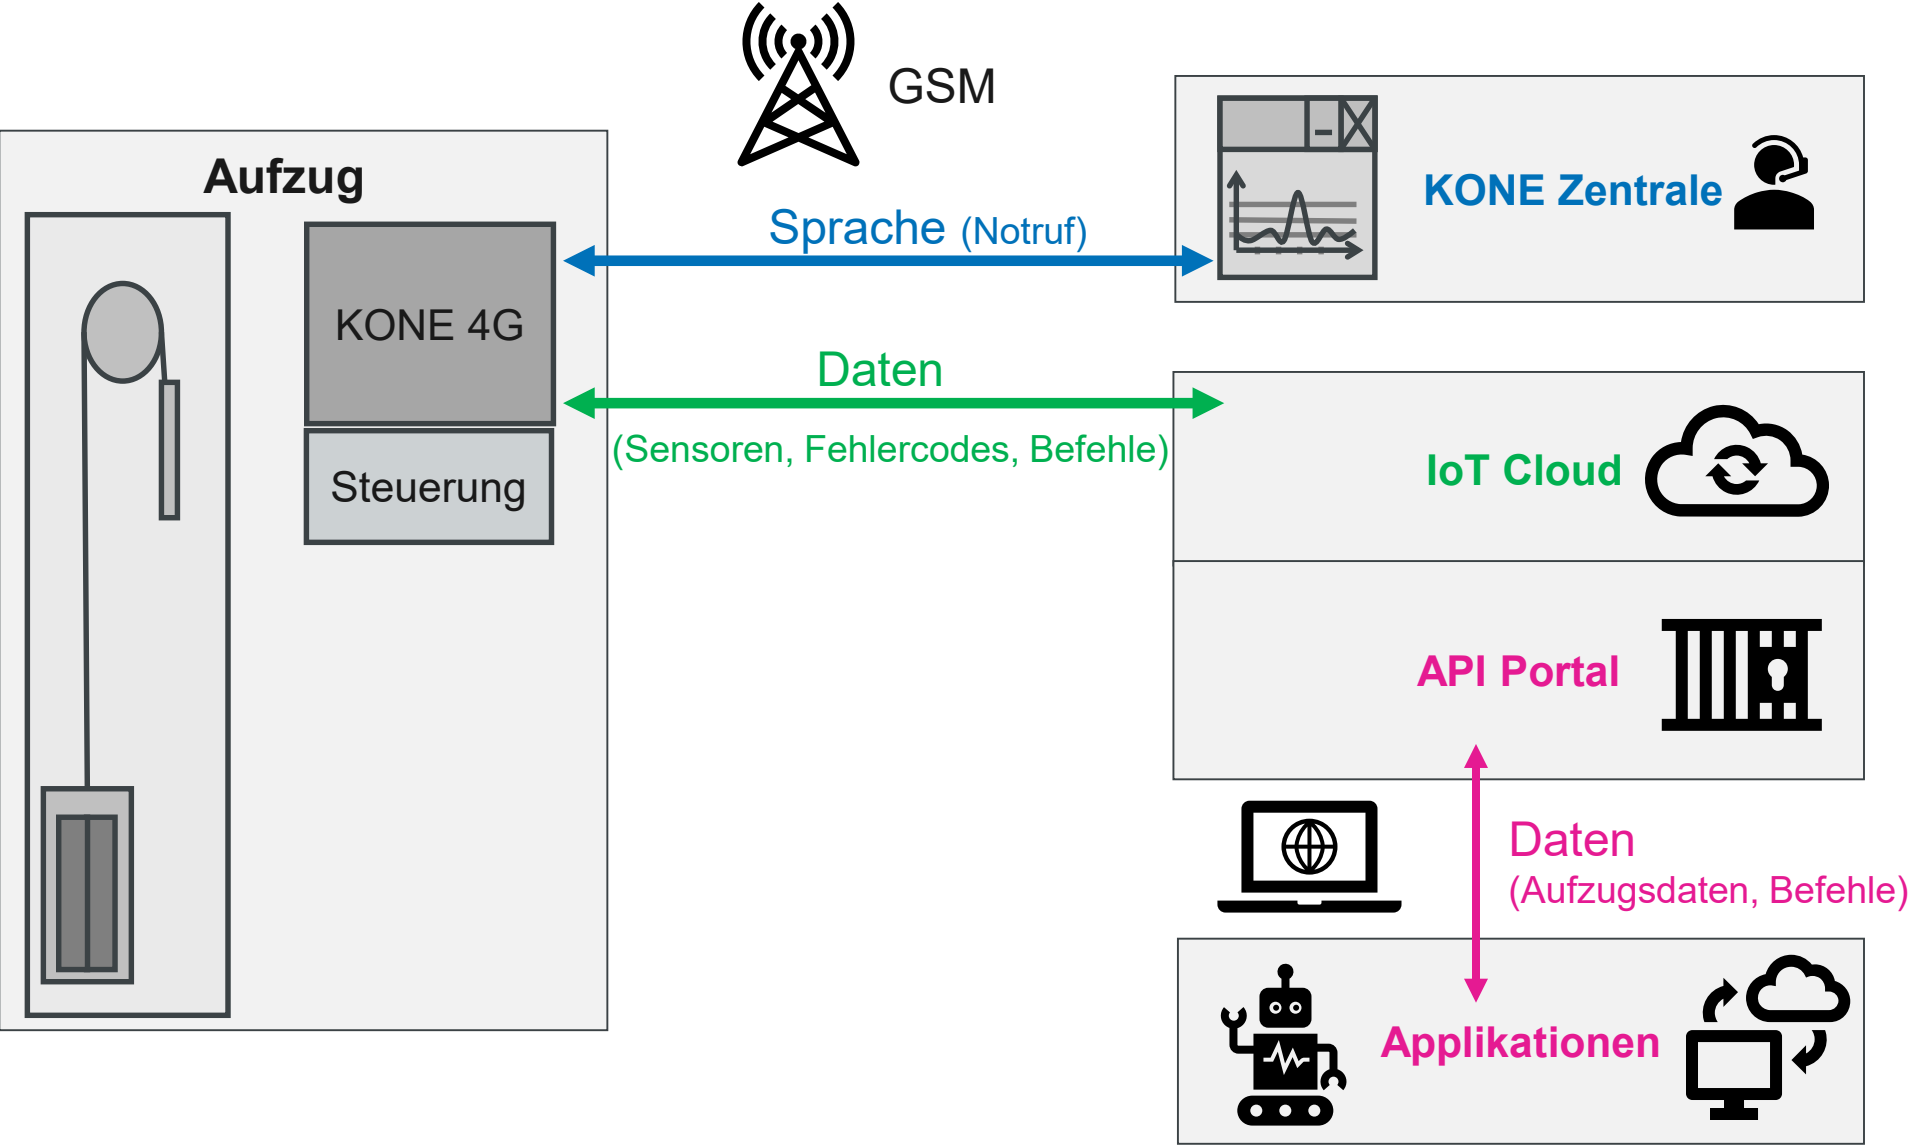 GSM
Aufzug
KONE Zentrale
Sprache (Notruf)
KONE 4G
Daten
(Sensoren, Fehlercodes, Befehle)
IoT Cloud
Steuerung
API Portal
Daten
(Aufzugsdaten, Befehle)
Applikationen